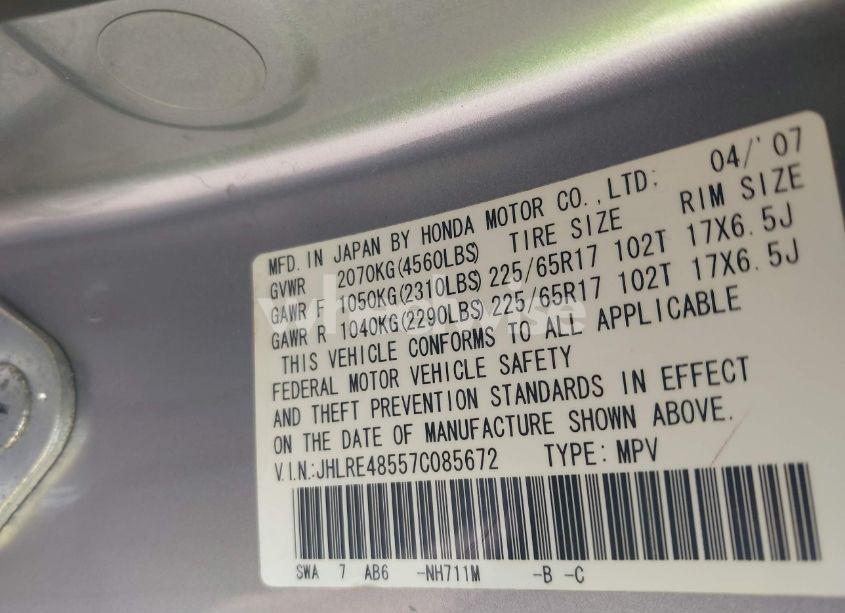 MFD. IN JAPAN BY HONDA MOTOR CO.,LTD: 04/'07
GVWR 2070KG(4560LBS) TIRE SIZE RIM SIZE
GAWR F 1050KG(2310LBS) 225/65R17 102T 17X6.5J
GAWR R 1040KG(2290LBS) 225/65R17 102T 17X6.5J
THIS VEHICLE CONFORMS TO ALL APPLICABLE
FEDERAL MOTOR VEHICLE SAFETY
AND THEFT PREVENTION STANDARDS IN EFFECT
ON THE DATE OF MANUFACTURE SHOWN ABOVE.
V.I.N.:JHLRE48557C085672 TYPE: MPV
SWA 7 AB6 -NH711M -B -C
wheelwise